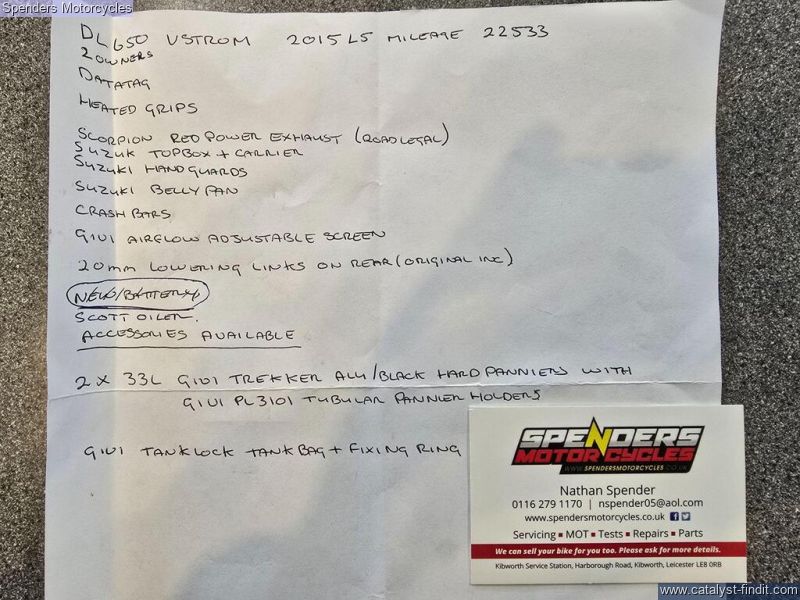 Spenders Motorcycles
DL650 VSTROM 2015 L5 MILEAGE 22533
2 OWNERS
DATATAG
HEATED GRIPS
SCORPION RED POWER EXHAUST (ROAD LEGAL)
SUZUK TOPBOX + CARRIER
SUZUKI HANDGUARDS
SUZUKI BELLY PAN
CRASH BARS
GIVI AIRFLOW ADJUSTABLE SCREEN
20mm LOWERING LINKS ON REAR (ORIGINAL INC)
NEW BATTERY
SCOTT OILER.
ACCESSORIES AVAILABLE
2 X 33L GIVI TREKKER ALU/BLACK HARD PANNIERS WITH
GIVI PL3101 TUBULAR PANNIER HOLDERS
GIVI TANKLOCK TANKBAG + FIXING RING
SPENDERS
MOTORCYCLES
WWW.SPENDERSMOTORCYCLES.CO.UK
Nathan Spender
0116 279 1170 | nspender05@aol.com
www.spendersmotorcycles.co.uk
Servicing ▪ MOT ▪ Tests ▪ Repairs ▪ Parts
We can sell your bike for you too. Please ask for more details.
Kibworth Service Station, Harborough Road, Kibworth, Leicester LE8 0RB
www.catalyst-findit.com